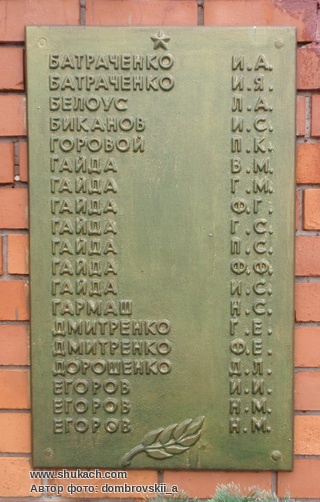 БАТРАЧЕНКО И.А.
БАТРАЧЕНКО И.Я.
БЕЛОУС Л.А.
БИКАНОВ И.С.
ГОРОВОЙ П.К.
ГАЙДА В.М.
ГАЙДА Г.М.
ГАЙДА Ф.Г.
ГАЙДА Г.С.
ГАЙДА П.С.
ГАЙДА Ф.Ф.
ГАЙДА И.С.
ГАРМАШ Н.С.
ДМИТРЕНКО Г.Е.
ДМИТРЕНКО Ф.Е.
ДОРОШЕНКО Д.Л.
ЕГОРОВ И.И.
ЕГОРОВ Н.М.
ЕГОРОВ Н.М.
www.shukach.com
Автор фото: dombrovskii_a